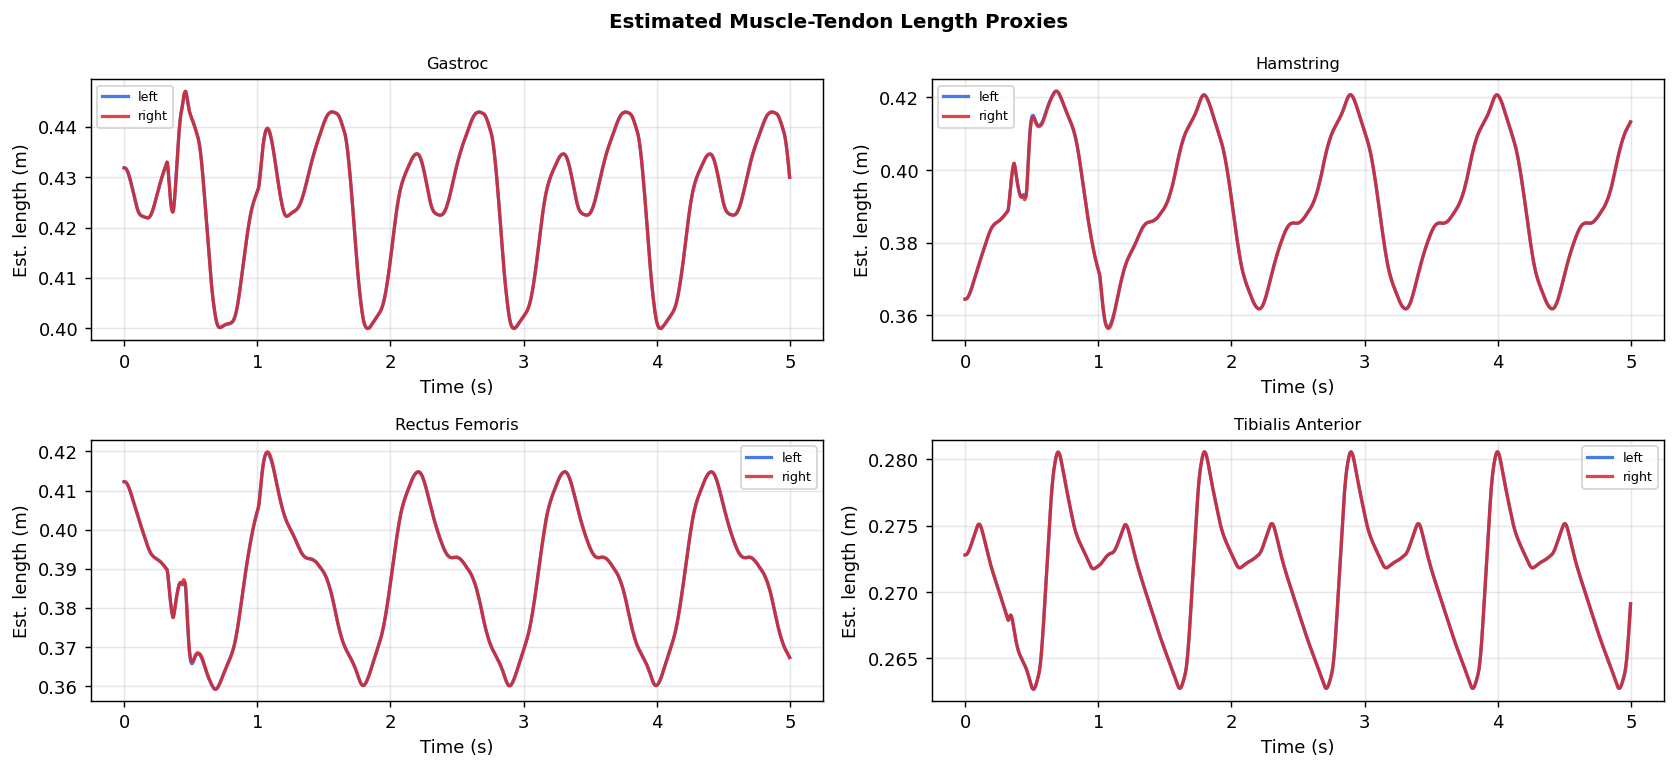 Estimated Muscle-Tendon Length Proxies
Gastroc
Est. length (m)
0.44
0.43
0.42
0.41
0.40
left
right
0 1 2 3 4 5
Time (s)
Hamstring
Est. length (m)
0.42
0.40
0.38
0.36
left
right
0 1 2 3 4 5
Time (s)
Rectus Femoris
Est. length (m)
0.42
0.41
0.40
0.39
0.38
0.37
0.36
left
right
0 1 2 3 4 5
Time (s)
Tibialis Anterior
Est. length (m)
0.280
0.275
0.270
0.265
left
right
0 1 2 3 4 5
Time (s)